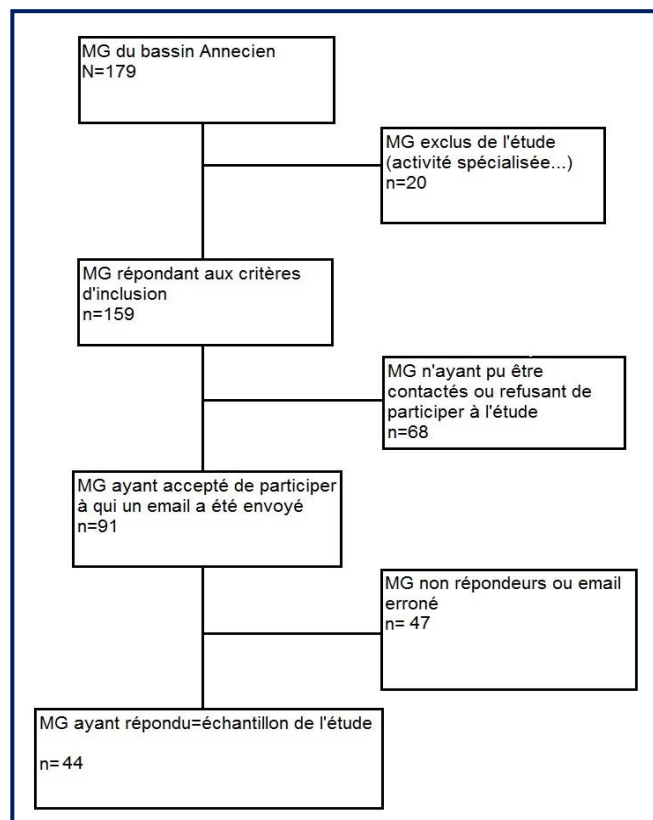 MG du bassin Annecien
N=179
MG exclus de l'étude
(activité spécialisée...)
n=20
MG répondant aux critères
d'inclusion
n=159
MG n'ayant pu être
contactés ou refusant de
participer à l'étude
n=68
MG ayant accepté de participer
à qui un email a été envoyé
n=91
MG non répondeurs ou email
erroné
n= 47
MG ayant répondu=échantillon de l'étude
n= 44